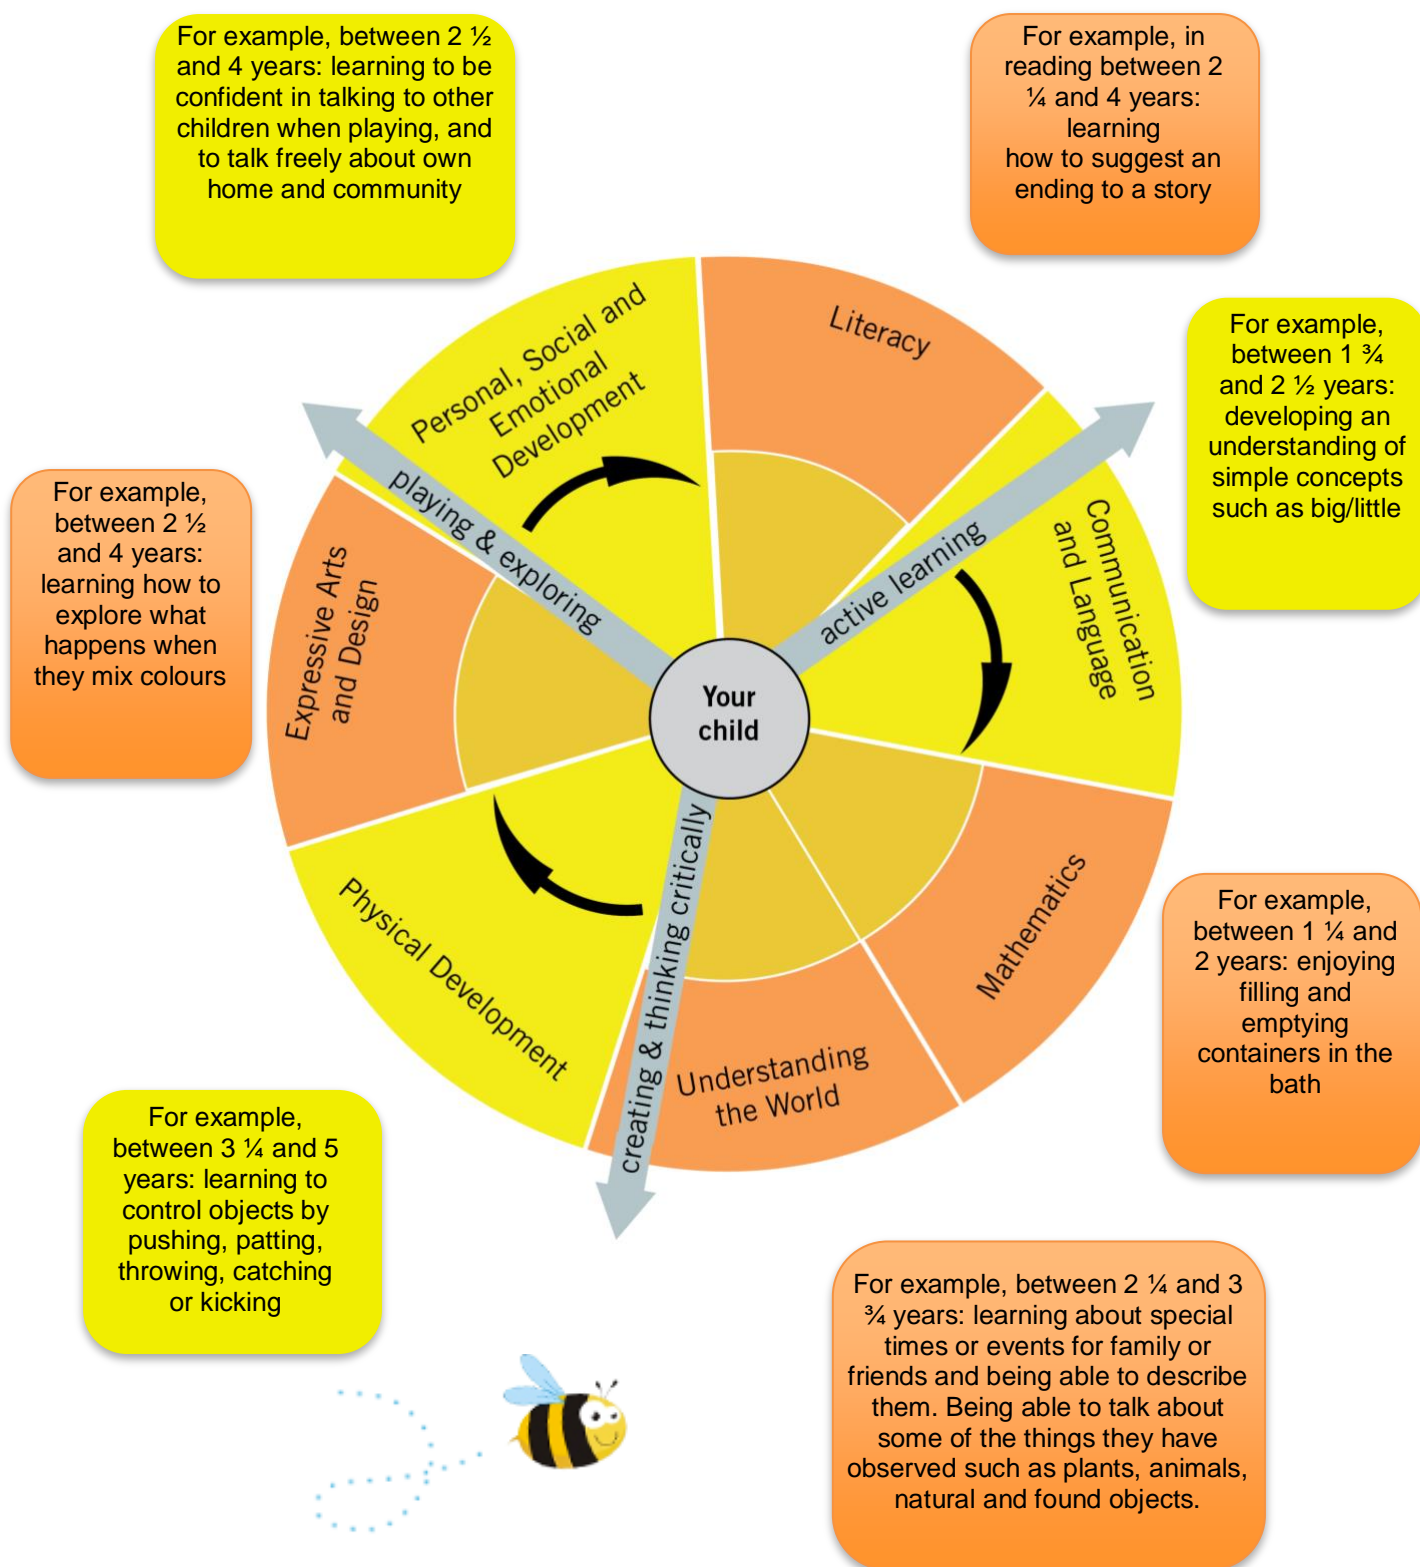 For example, between 2 ½
and 4 years: learning to be
confident in talking to other
children when playing, and
to talk freely about own
home and community
For example, in
reading between 2
¼ and 4 years:
learning
how to suggest an
ending to a story
For example,
between 1 ¾
and 2 ½ years:
developing an
understanding of
simple concepts
such as big/little
For example,
between 2 ½
and 4 years:
learning how to
explore what
happens when
they mix colours
Personal, Social and
Emotional
Development
Literacy
Communication
and Language
playing & exploring
active learning
Expressive Arts
and Design
Your
child
creating & thinking critically
Physical Development
Understanding
the World
Mathematics
For example,
between 1 ¼ and
2 years: enjoying
filling and
emptying
containers in the
bath
For example,
between 3 ¼ and 5
years: learning to
control objects by
pushing, patting,
throwing, catching
or kicking
For example, between 2 ¼ and 3
¾ years: learning about special
times or events for family or
friends and being able to describe
them. Being able to talk about
some of the things they have
observed such as plants, animals,
natural and found objects.